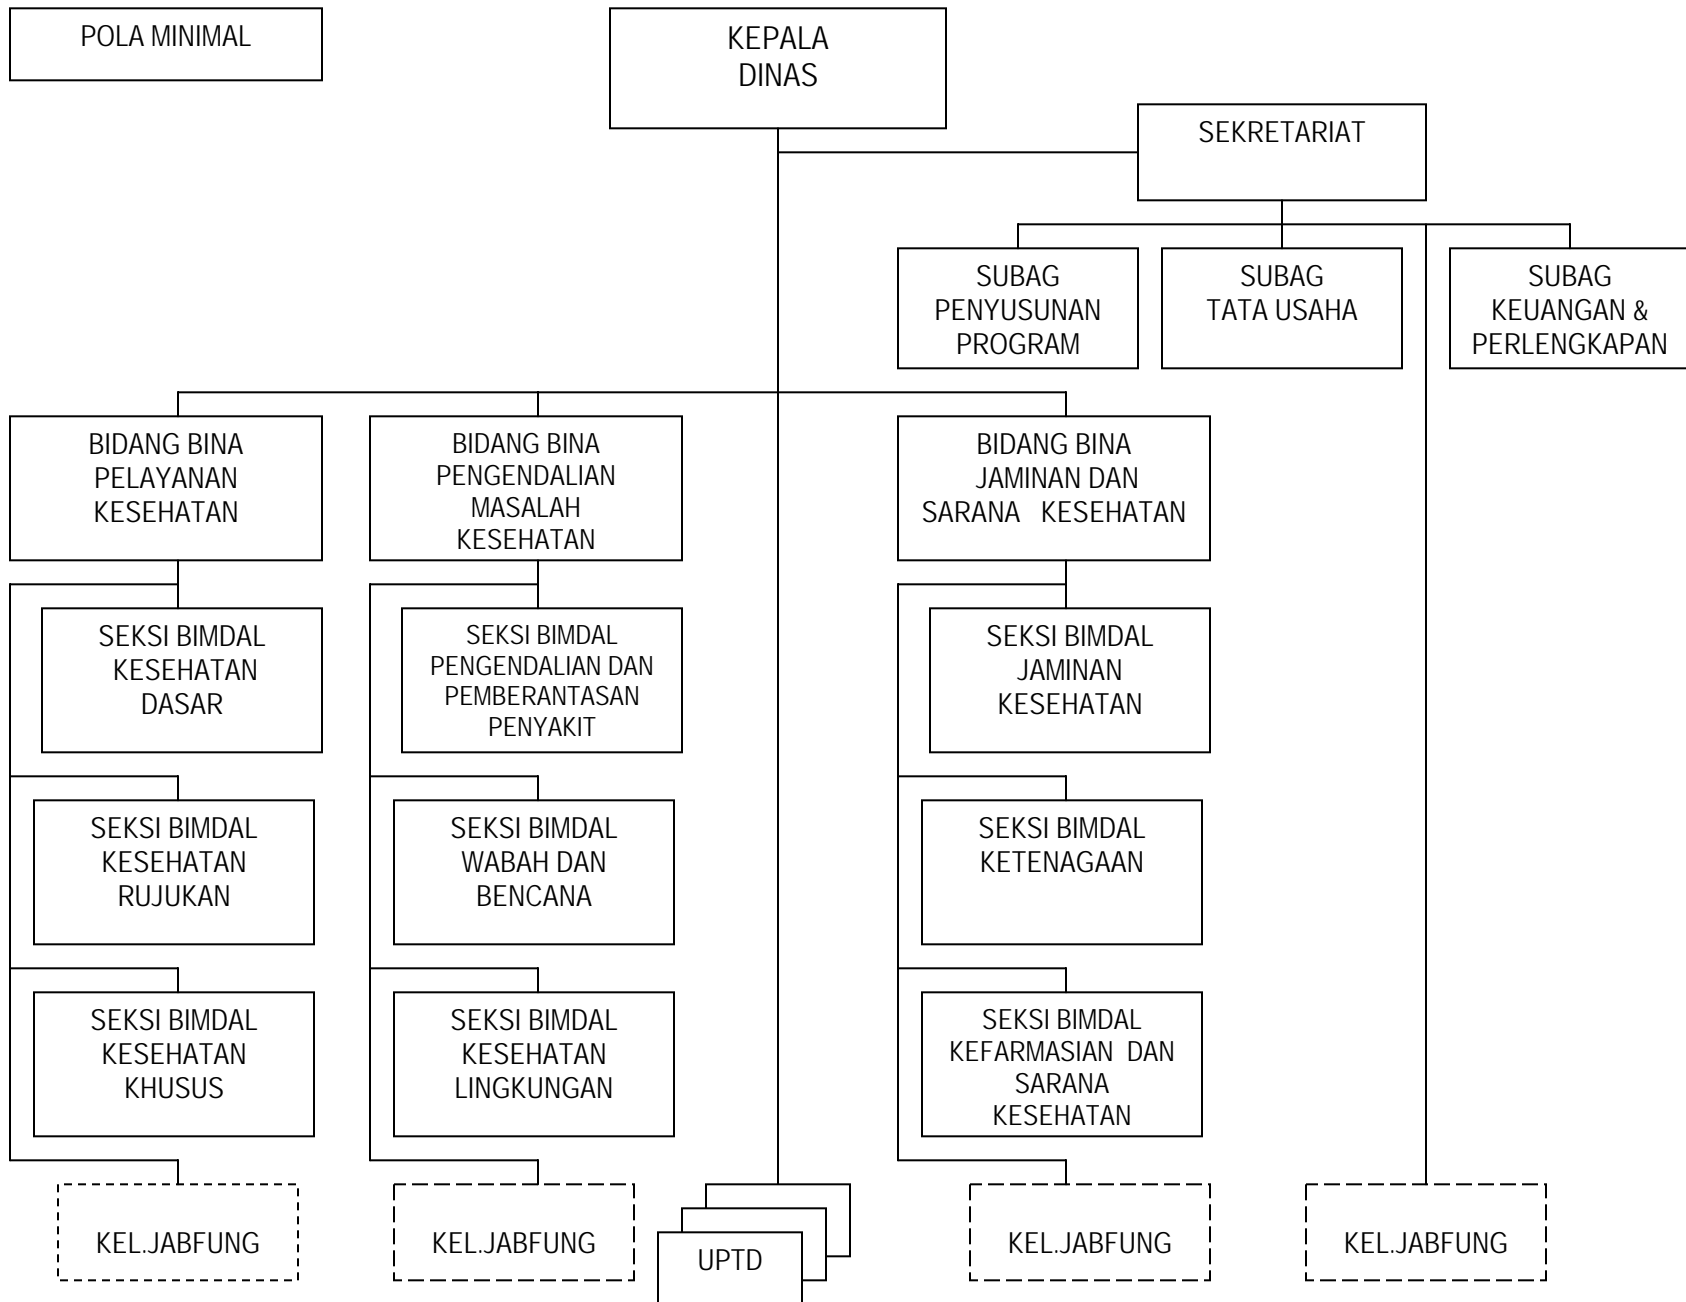 POLA MINIMAL
KEPALA
DINAS
SEKRETARIAT
SUBAG
PENYUSUNAN
PROGRAM
SUBAG
TATA USAHA
SUBAG
KEUANGAN &
PERLENGKAPAN
BIDANG BINA
PELAYANAN
KESEHATAN
BIDANG BINA
PENGENDALIAN
MASALAH
KESEHATAN
BIDANG BINA
JAMINAN DAN
SARANA KESEHATAN
SEKSI BIMDAL
KESEHATAN
DASAR
SEKSI BIMDAL
PENGENDALIAN DAN
PEMBERANTASAN
PENYAKIT
SEKSI BIMDAL
JAMINAN
KESEHATAN
SEKSI BIMDAL
KESEHATAN
RUJUKAN
SEKSI BIMDAL
WABAH DAN
BENCANA
SEKSI BIMDAL
KETENAGAAN
SEKSI BIMDAL
KESEHATAN
KHUSUS
SEKSI BIMDAL
KESEHATAN
LINGKUNGAN
SEKSI BIMDAL
KEFARMASIAN DAN
SARANA
KESEHATAN
KEL.JABFUNG
KEL.JABFUNG
UPTD
KEL.JABFUNG
KEL.JABFUNG